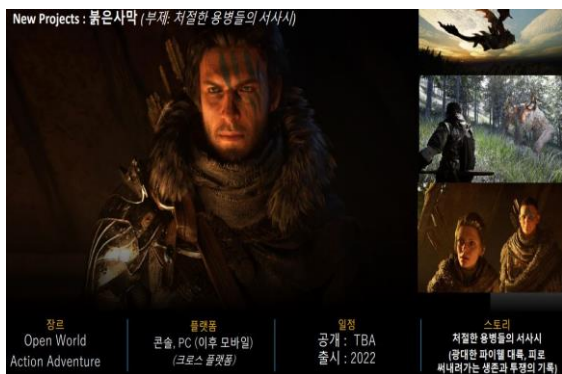 New Projects : 붉은사막 (부제: 처절한 용병들의 서사시)
장르
Open World
Action Adventure
플랫폼
콘솔, PC (이후 모바일)
(크로스 플랫폼)
일정
공개 : TBA
출시 : 2022
스토리
처절한 용병들의 서사시
(광대한 파이웰 대륙, 피로
써내려가는 생존과 투쟁의 기록)